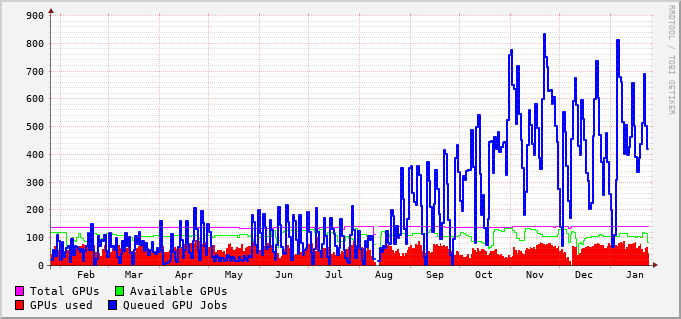 900
800
700
600
500
400
300
200
100
0
Feb Mar Apr May Jun Jul Aug Sep Oct Nov Dec Jan
Total GPUs Available GPUs
GPUs used Queued GPU Jobs
RRDTOOL / TOBI OETIKER